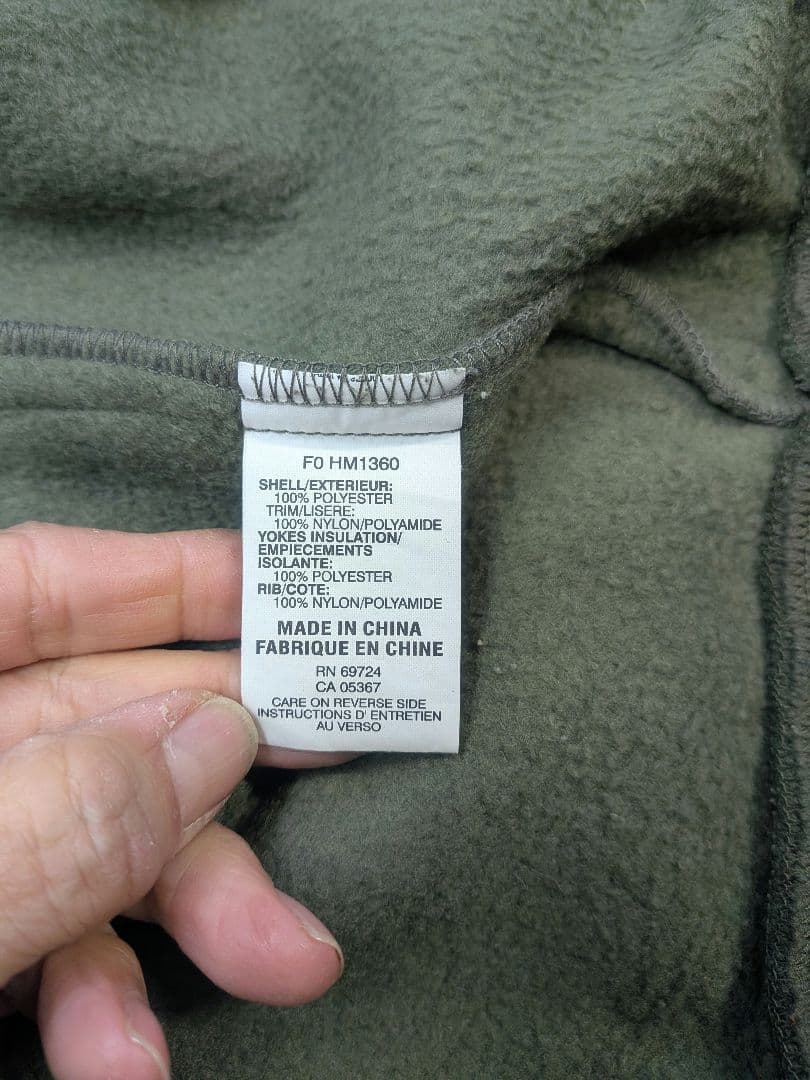 F0 HM1360
SHELL/EXTERIEUR:
100% POLYESTER
TRIM/LISERE:
100% NYLON/POLYAMIDE
YOKES INSULATION/
EMPIECEMENTS
ISOLANTE:
100% POLYESTER
RIB/COTE:
100% NYLON/POLYAMIDE
MADE IN CHINA
FABRIQUE EN CHINE
RN 69724
CA 05367
CARE ON REVERSE SIDE
INSTRUCTIONS D' ENTRETIEN
AU VERSO